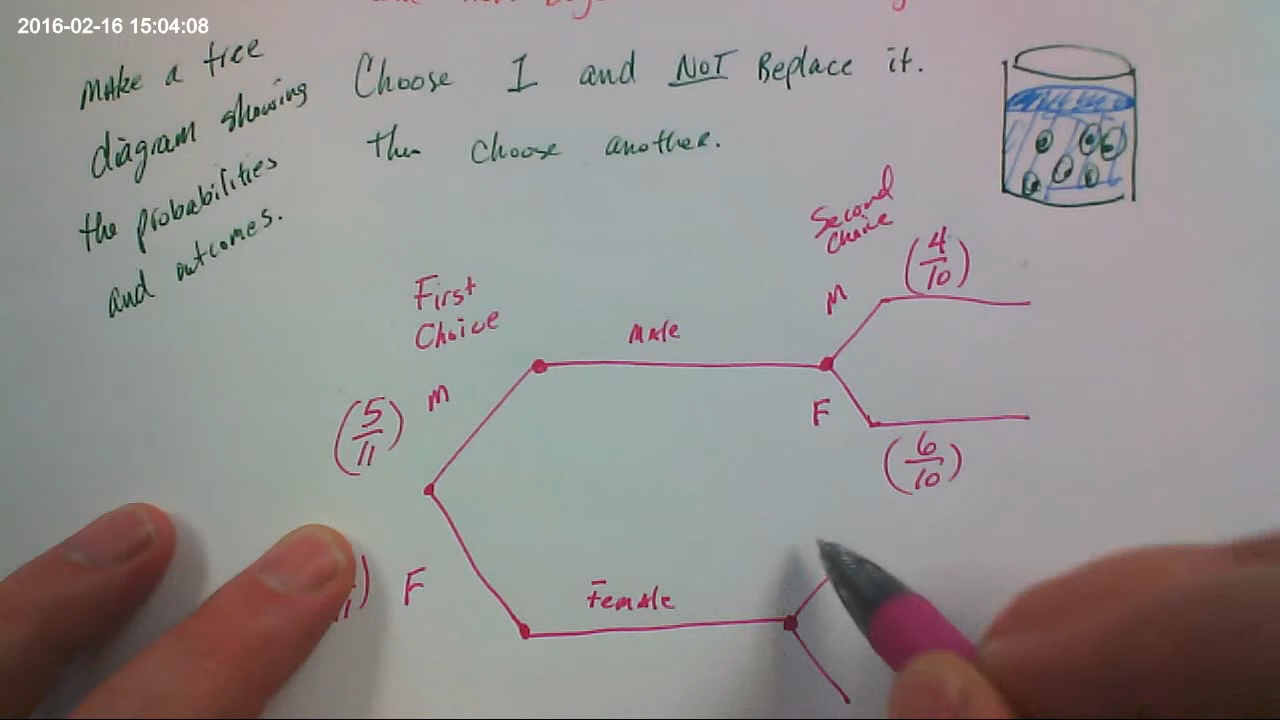 2016-02-16 15:04:08
Make a tree
diagram showing
the probabilities
and outcomes.
Choose 1 and NOT Replace it.
then choose another.
Second
Choice
(4/10)
M
First
Choice
Male
M
(5/11)
F
(6/10)
F
Female